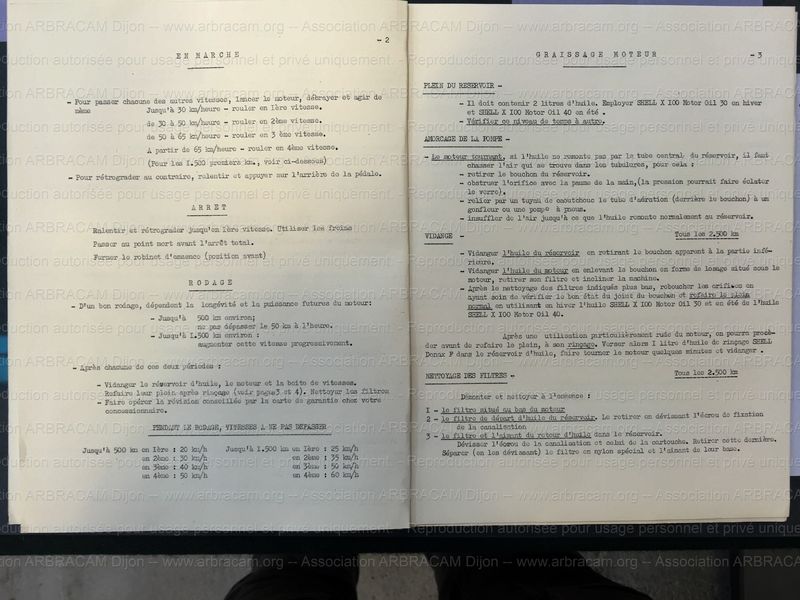 - 2
EN MARCHE
- Pour passer chacune des autres vitesses, lancer le moteur, débrayer et agir de
même Jusqu'à 30 km/heure - rouler en Ière vitesse.
de 30 à 50 km/heure - rouler en 2ème vitesse.
de 50 à 65 km/heure - rouler en 3 ème vitesse.
A partir de 65 km/heure - rouler en 4ème vitesse.
(Pour les I.500 premiers km., voir ci-dessous)
- Pour rétrograder au contraire, ralentir et appuyer sur l'arrière de la pédale.
ARRET
Ralentir et rétrograder jusqu'en Ière vitesse. Utiliser les freins
Passer au point mort avant l'arrêt total.
Fermer le robinet d'essence (position avant)
RODAGE
- D'un bon rodage, dépendent la longévité et la puissance futures du moteur:
- Jusqu'à 500 km environ;
ne pas dépasser le 50 km à l'heure.
- Jusqu'à I.500 km environ :
augmenter cette vitesse progressivement.
- Après chacune de ces deux périodes :
- Vidanger le réservoir d'huile, le moteur et la boite de vitesses.
Refaire leur plein après rinçage (voir pages 3 et 4). Nettoyer les filtres
- Faire opérer la révision conseillée par la carte de garantie chez votre
concessionnaire.
PENDANT LE RODAGE, VITESSES A NE PAS DEPASSER
Jusqu'à 500 km en Ière : 20 km/h Jusqu'à I.500 km en Ière : 25 km/h
en 2ème : 30 km/h en 2ème : 35 km/h
en 3ème : 40 km/h en 3ème : 50 km/h
en 4ème : 50 km/h en 4ème : 60 km/h
GRAISSAGE MOTEUR - 3
PLEIN DU RESERVOIR -
- Il doit contenir 2 litres d'huile. Employer SHELL X I00 Motor Oil 30 en hiver
et SHELL X I00 Motor Oil 40 en été .
- Vérifier ce niveau de temps à autre.
AMORCAGE DE LA POMPE -
- Le moteur tournant, si l'huile ne remonte pas par le tube central du réservoir, il faut
chasser l'air qui se trouve dans les tubulures, pour cela :
- retirer le bouchon du réservoir.
- obstruer l'orifice avec la paume de la main,(la pression pourrait faire éclater
le verre).
- relier par un tuyau de caoutchouc le tube d'aération (derrière le bouchon) à un
gonfleur ou une pompe à pneus.
- insuffler de l'air jusqu'à ce que l'huile remonte normalement au réservoir.
VIDANGE - Tous les 2.500 km
- Vidanger l'huile du réservoir en retirant le bouchon apparent à la partie infé-
rieure.
- Vidanger l'huile du moteur en enlevant le bouchon en forme de losage situé sous le
moteur, retirer son filtre et incliner la machine.
- Après le nettoyage des filtres indiqués plus bas, reboucher les orifices en
ayant soin de vérifier le bon état du joint du bouchon et refaire le plein
normal en utilisant en hiver l'huile SHELL X I00 Motor Oil 30 et en été de l'huile
SHELL X I00 Motor Oil 40.
Après une utilisation particulièrement rude du moteur, on pourra procé-
der avant de refaire le plein, à son rinçage. Verser alors I litre d'huile de rinçage SHELL
Donax F dans le réservoir d'huile, faire tourner le moteur quelques minutes et vidanger .
NETTOYAGE DES FILTRES - Tous les 2.500 km
Démonter et nettoyer à l'essence :
I - le filtre situé au bas du moteur
2 - le filtre de départ d'huile du réservoir. Le retirer en dévissant l'écrou de fixation
de la canalisation
3 - le filtre et l'aimant du retour d'huile dans le réservoir.
Dévisser l'écrou de la canalisation et celui de la cartouche. Retirer cette dernière.
Séparer (en les dévissant) le filtre en nylon spécial et l'aimant de leur base.